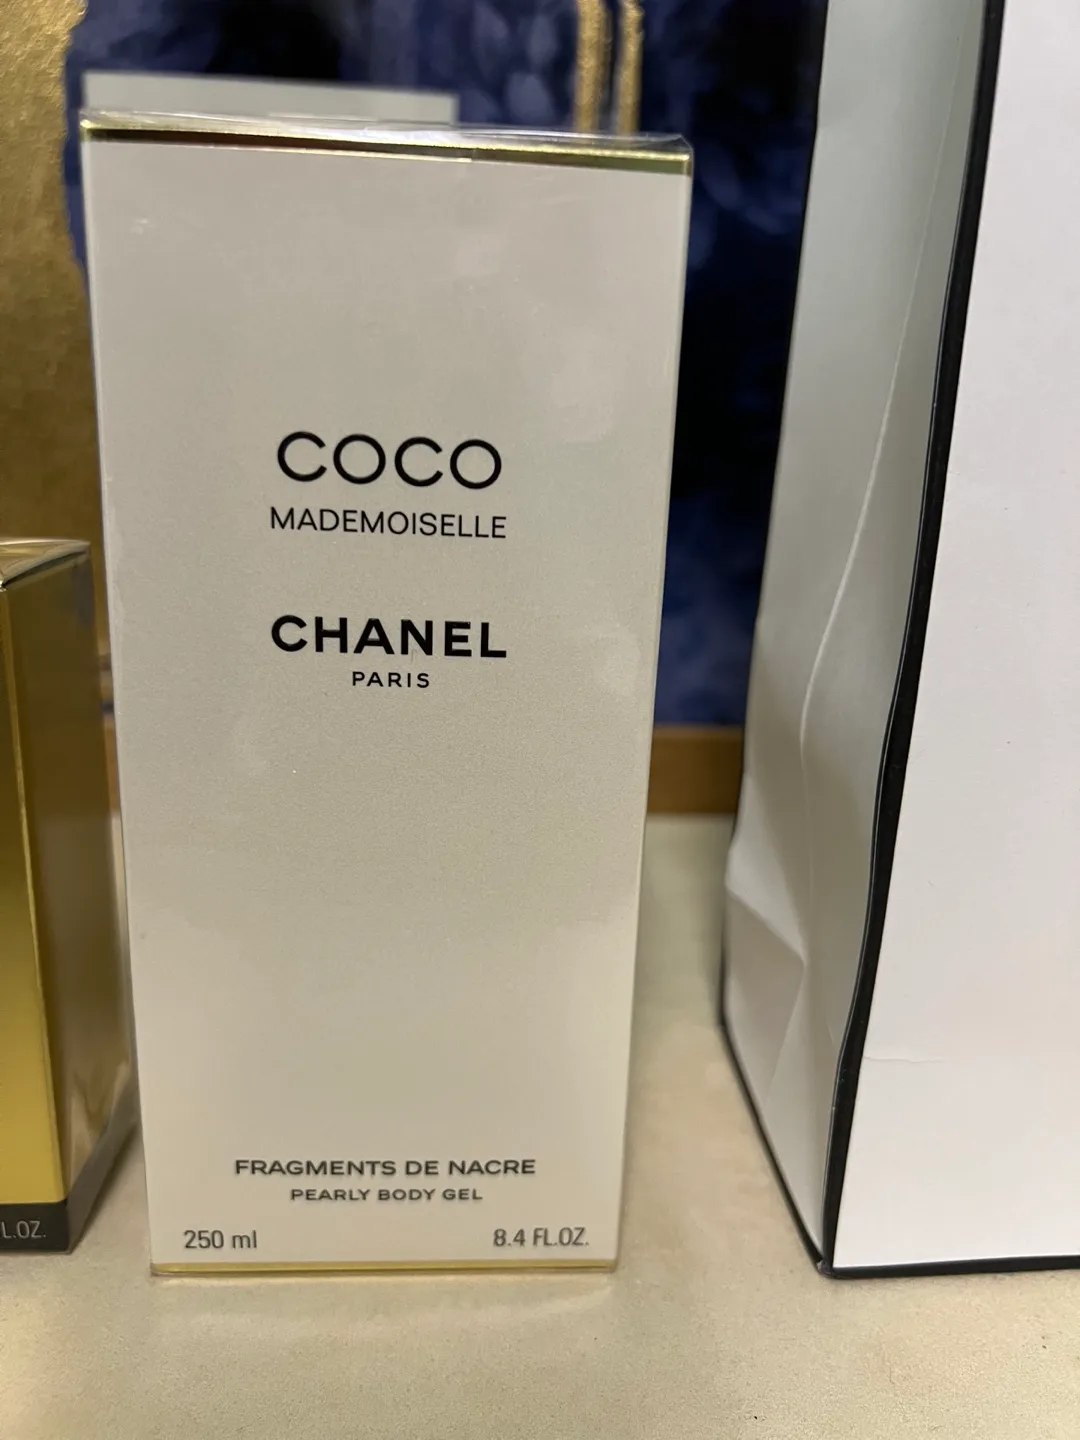 COCO
MADEMOISELLE
CHANEL
PARIS
FRAGMENTS DE NACRE
PEARLY BODY GEL
250 ml 8.4 FL.OZ.
L.OZ.